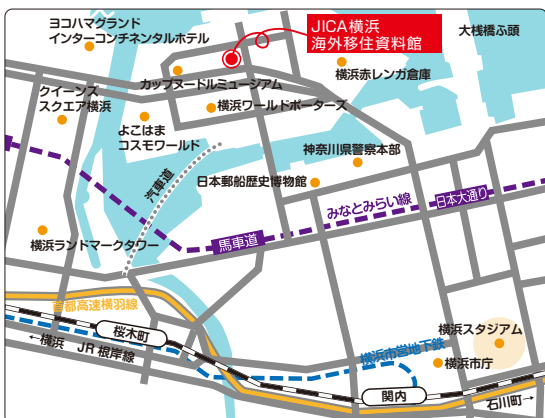 ヨコハマグランド
インターコンチネンタルホテル
JICA横浜
海外移住資料館
大桟橋ふ頭
カップヌードルミュージアム
横浜赤レンガ倉庫
クイーンズ
スクエア横浜
横浜ワールドポーターズ
よこはま
コスモワールド
神奈川県警察本部
汽車道
日本郵船歴史博物館
みなとみらい線
日本大通り
馬車道
横浜ランドマークタワー
首都高速横羽線
桜木町
←横浜
JR根岸線
横浜市営地下鉄
横浜スタジアム
横浜市庁
関内
石川町→